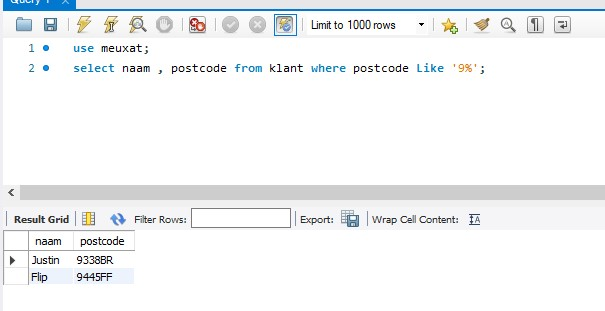 Query 1
Limit to 1000 rows
1 use meuxat;
2 select naam , postcode from klant where postcode Like '9%';
Result Grid Filter Rows: Export: Wrap Cell Content:
naam postcode
Justin 9338BR
Flip 9445FF